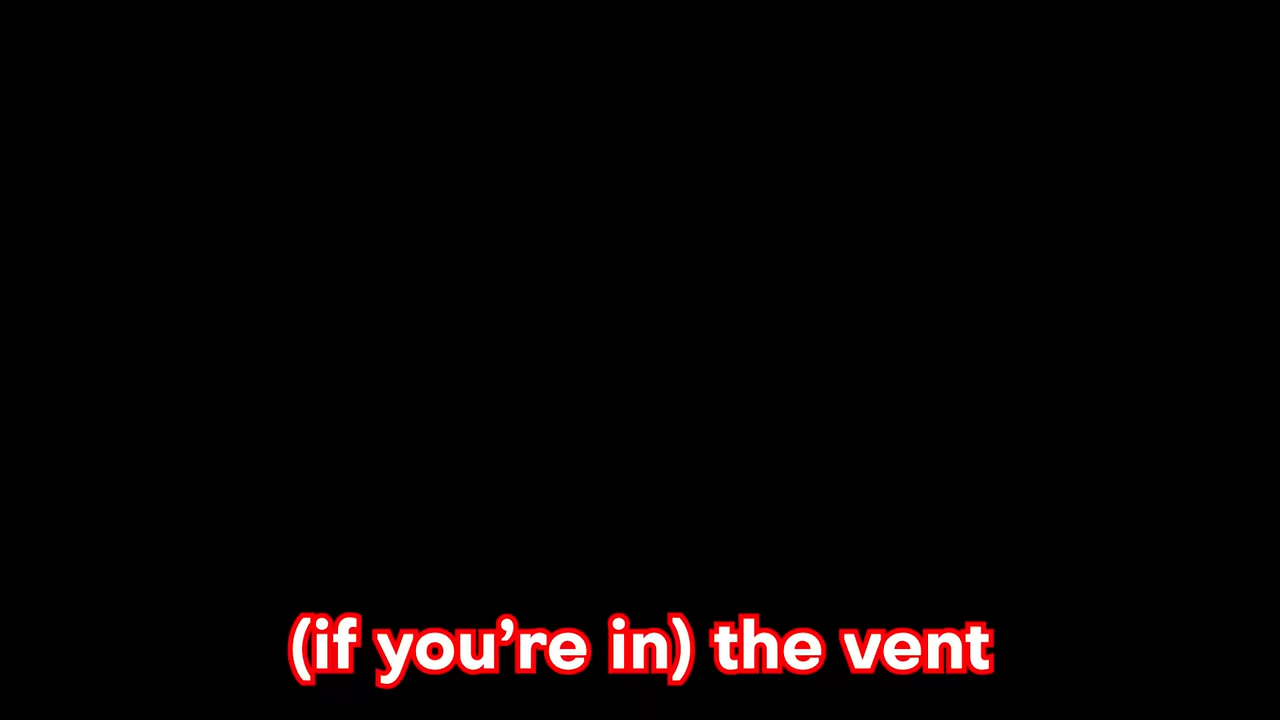 (if you’re in) the vent